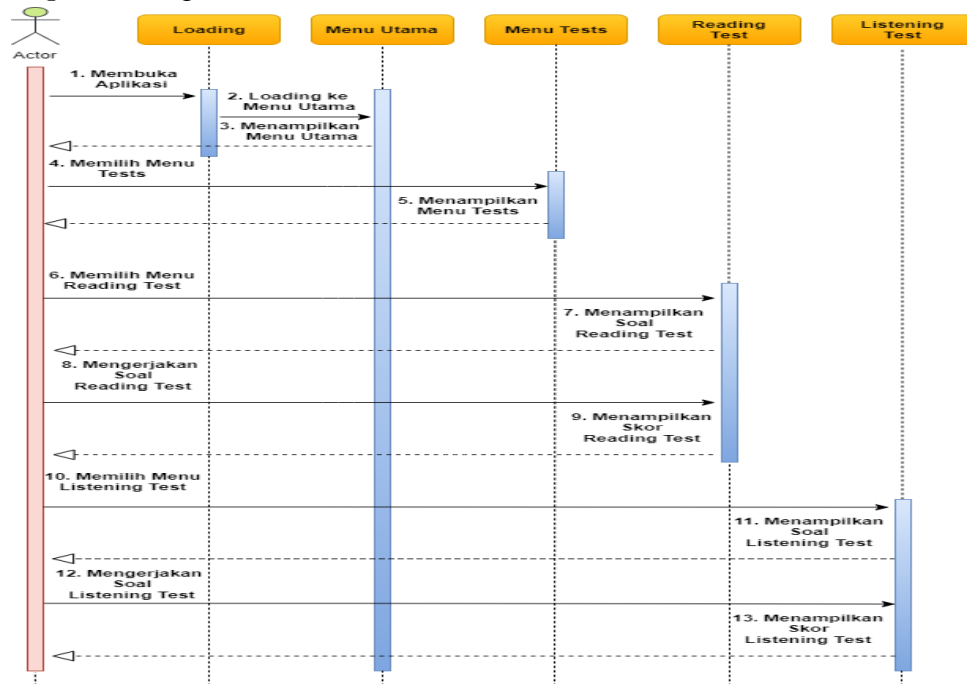 Actor
Loading
Menu Utama
Menu Tests
Reading
Test
Listening
Test
1. Membuka
Aplikasi
2. Loading ke
Menu Utama
3. Menampilkan
Menu Utama
4. Memilih Menu
Tests
5. Menampilkan
Menu Tests
6. Memilih Menu
Reading Test
7. Menampilkan
Soal
Reading Test
8. Mengerjakan
Soal
Reading Test
9. Menampilkan
Skor
Reading Test
10. Memilih Menu
Listening Test
11. Menampilkan
Soal
Listening Test
12. Mengerjakan
Soal
Listening Test
13. Menampilkan
Skor
Listening Test